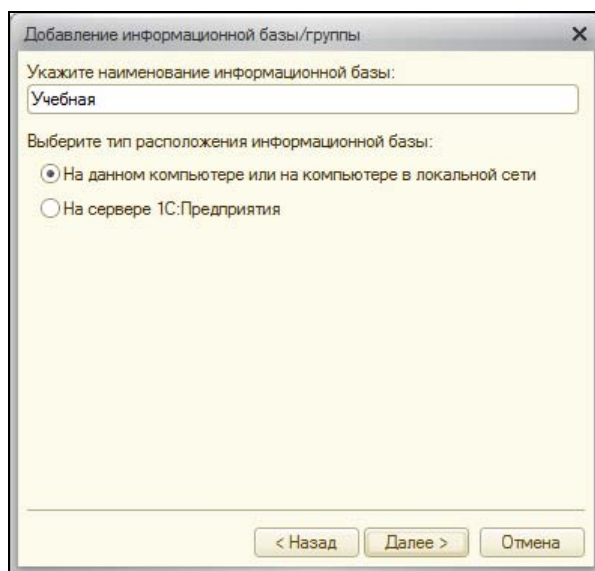 Добавление информационной базы/группы
Укажите наименование информационной базы:
Учебная
Выберите тип расположения информационной базы:
На данном компьютере или на компьютере в локальной сети
На сервере 1С:Предприятия
< Назад Далее > Отмена